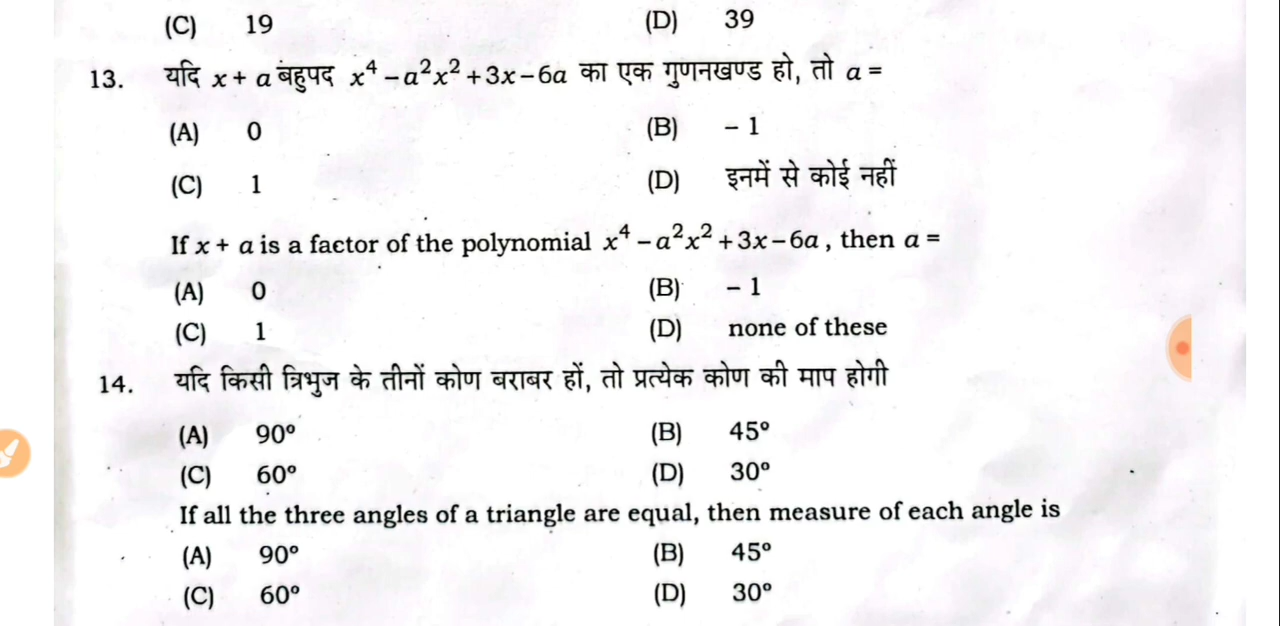 (C) 19 (D) 39
13. यदि x + a बहुपद x⁴ – a²x² + 3x – 6a का एक गुणनखण्ड हो, तो a =
(A) 0 (B) – 1
(C) 1 (D) इनमें से कोई नहीं
If x + a is a factor of the polynomial x⁴ – a²x² + 3x – 6a , then a =
(A) 0 (B) – 1
(C) 1 (D) none of these
14. यदि किसी त्रिभुज के तीनों कोण बराबर हों, तो प्रत्येक कोण की माप होगी
(A) 90° (B) 45°
(C) 60° (D) 30°
If all the three angles of a triangle are equal, then measure of each angle is
(A) 90° (B) 45°
(C) 60° (D) 30°